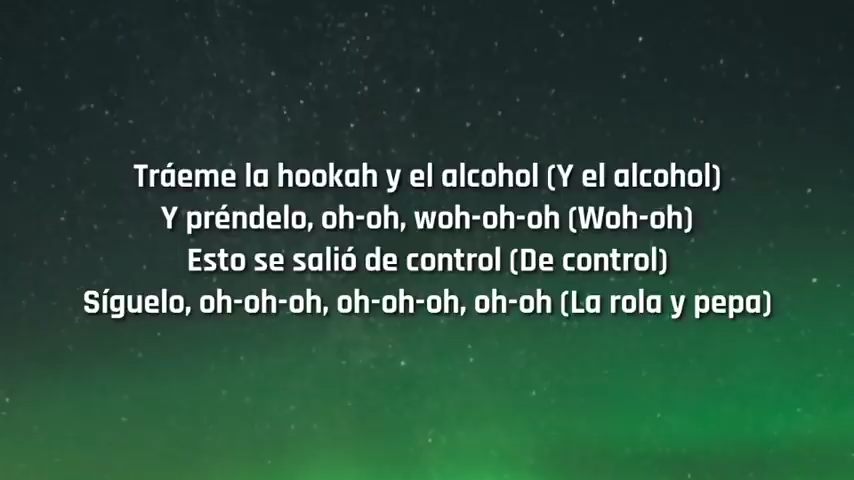 Tráeme la hookah y el alcohol (Y el alcohol)
Y préndelo, oh-oh, woh-oh-oh (Woh-oh)
Esto se salió de control (De control)
Síguelo, oh-oh-oh, oh-oh-oh, oh-oh (La rola y pepa)